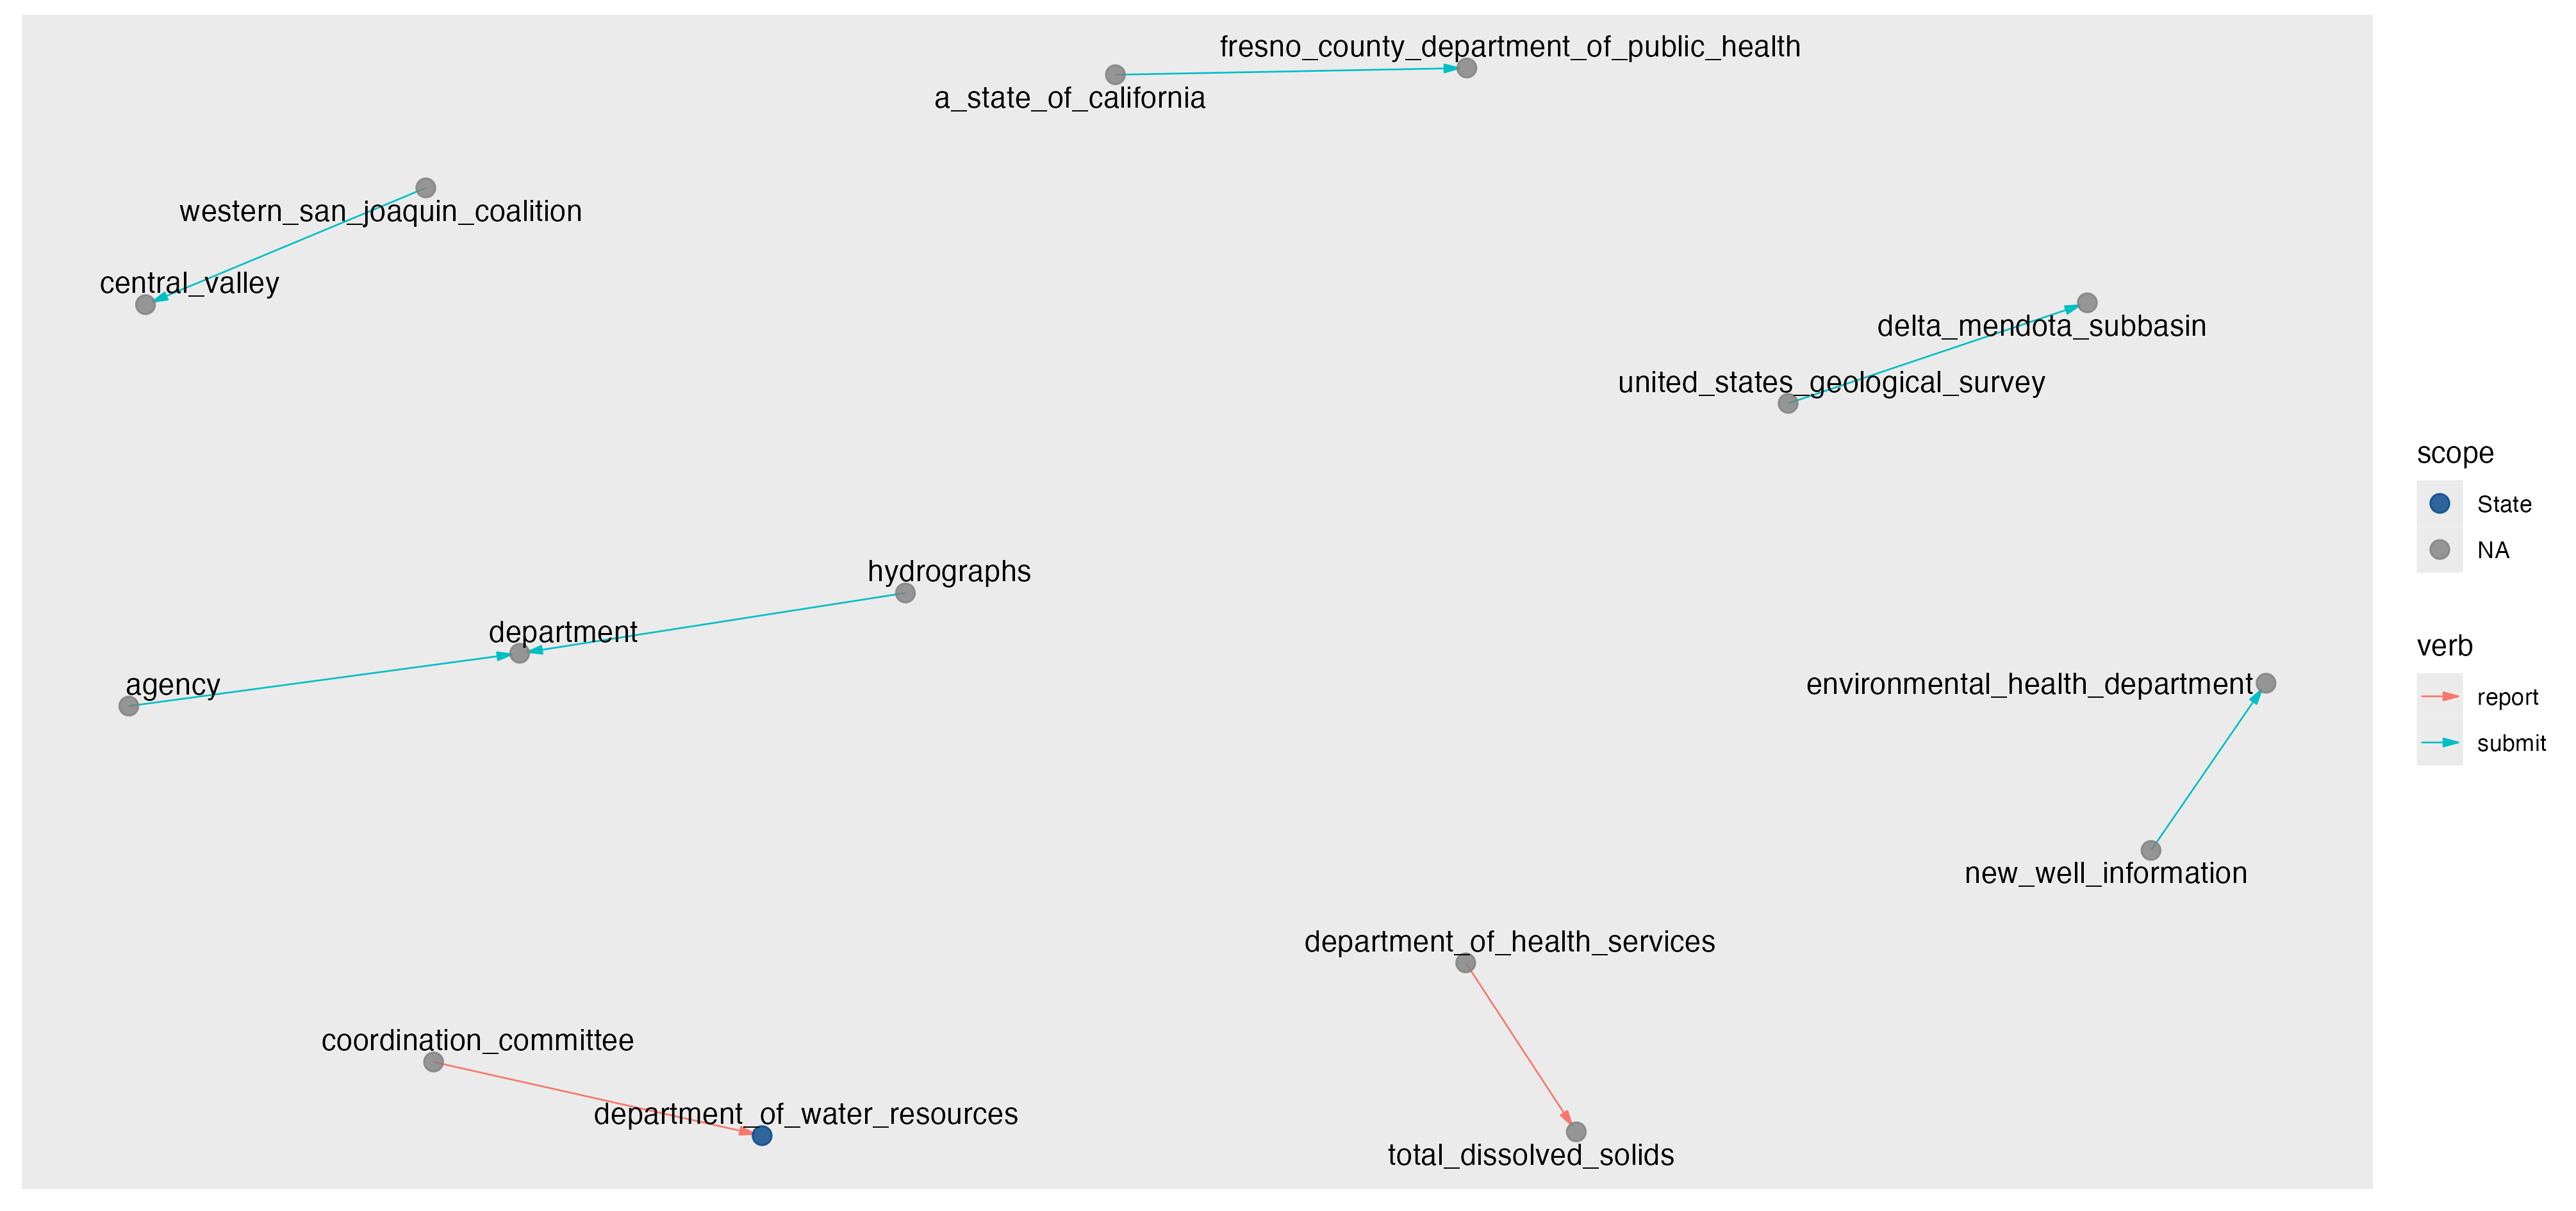 fresno_county_department_of_public_health
a_state_of_california
western_san_joaquin_coalition
central_valley
delta_mendota_subbasin
united_states_geological_survey
hydrographs
department
agency
environmental_health_department
new_well_information
department_of_health_services
coordination_committee
department_of_water_resources
total_dissolved_solids
scope
State
NA
verb
report
submit